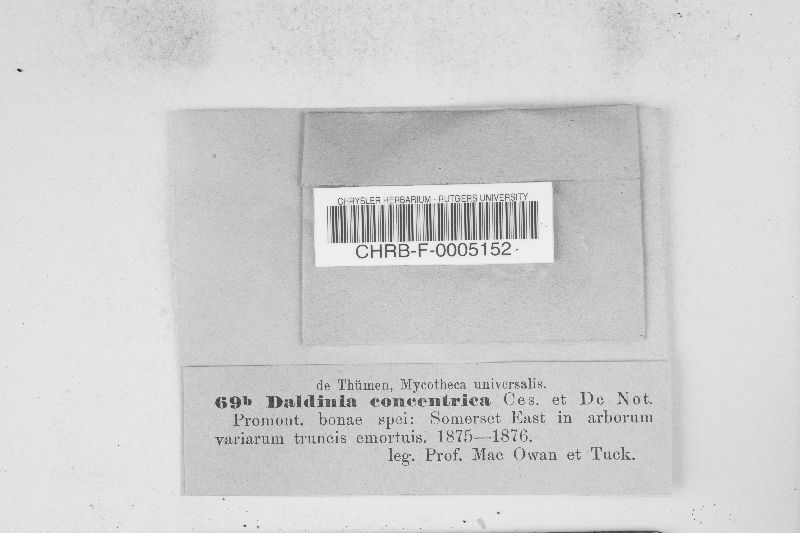 CHRYSLER HERBARIUM - RUTGERS UNIVERSITY
CHRB-F-0005152
de Thümen, Mycotheca universalis.
69b Daldinia concentrica Ces. et De Not.
Promont. bonae spei: Somerset East in arborum
variarum truncis emortuis. 1875—1876.
leg. Prof. Mac Owan et Tuck.